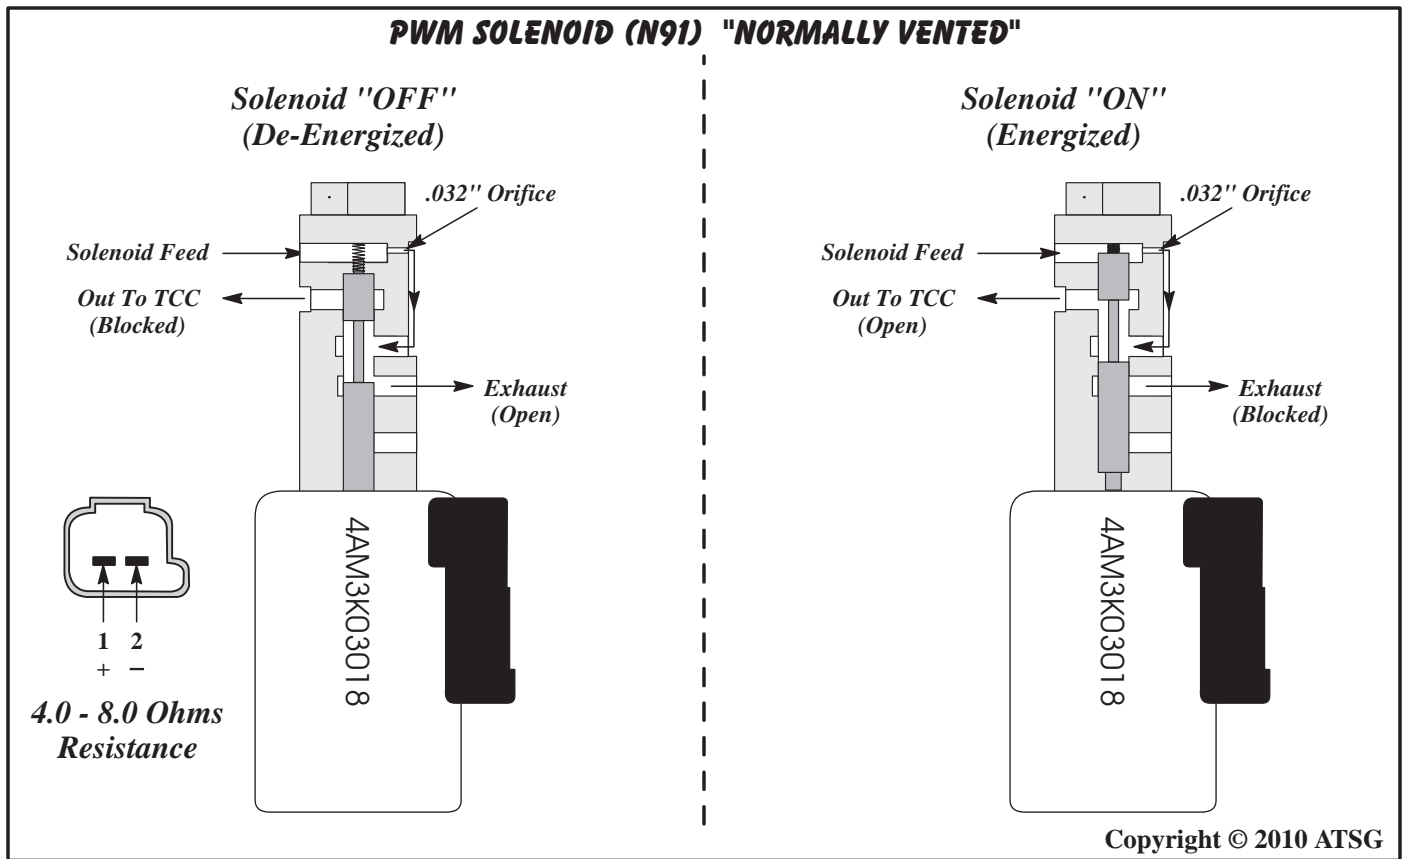 PWM SOLENOID (N91) "NORMALLY VENTED"
Solenoid "OFF"
(De-Energized)
.032" Orifice
Solenoid Feed
Out To TCC
(Blocked)
Exhaust
(Open)
4AM3K03018
1 2
+ –
4.0 - 8.0 Ohms
Resistance
Solenoid "ON"
(Energized)
.032" Orifice
Solenoid Feed
Out To TCC
(Open)
Exhaust
(Blocked)
4AM3K03018
Copyright © 2010 ATSG